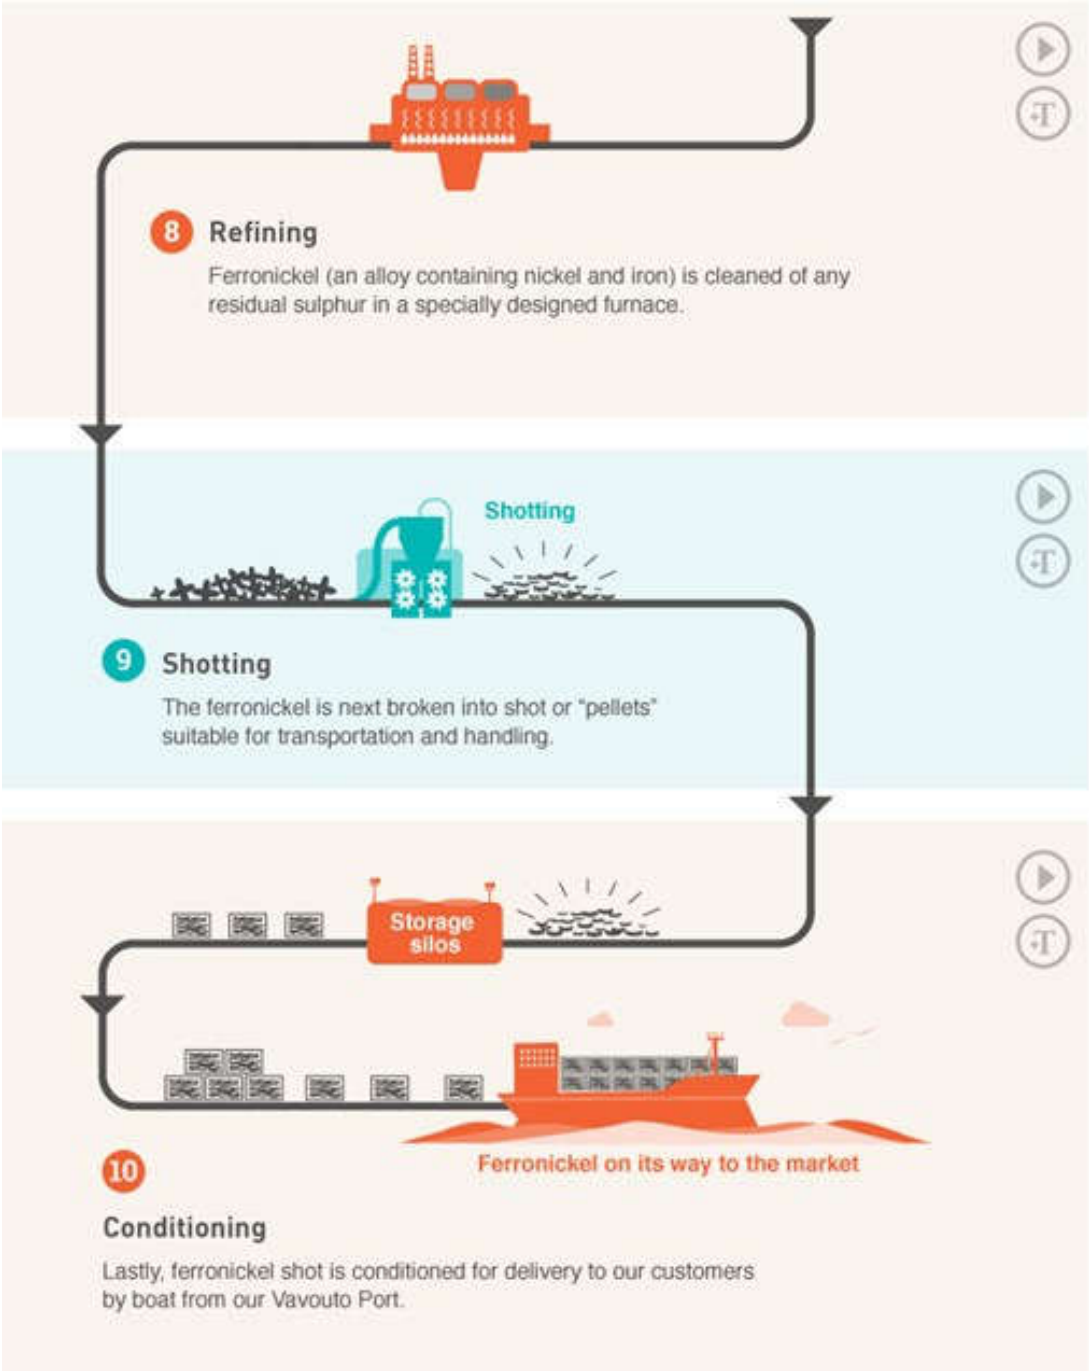 8 Refining
Ferronickel (an alloy containing nickel and iron) is cleaned of any
residual sulphur in a specially designed furnace.
Shotting
9 Shotting
The ferronickel is next broken into shot or "pellets"
suitable for transportation and handling.
Storage
silos
Ferronickel on its way to the market
10
Conditioning
Lastly, ferronickel shot is conditioned for delivery to our customers
by boat from our Vavouto Port.
+T
+T
+T